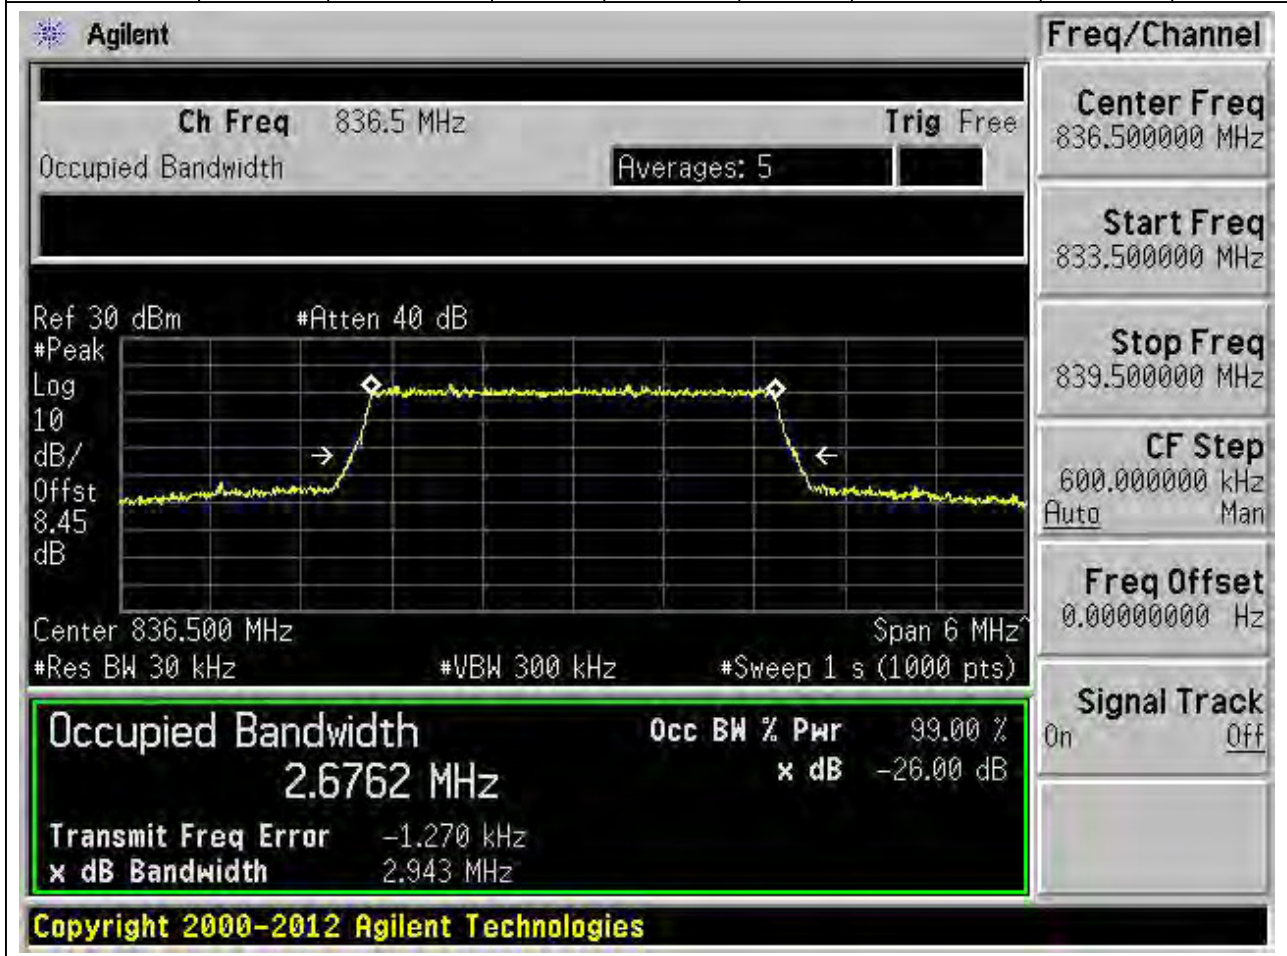 Agilent
Freq/Channel
Ch Freq 836.5 MHz Trig Free
Occupied Bandwidth Averages: 5
Center Freq
836.500000 MHz
Start Freq
833.500000 MHz
Stop Freq
839.500000 MHz
CF Step
600.000000 kHz
Auto Man
Freq Offset
0.00000000 Hz
Signal Track
On Off
Ref 30 dBm #Atten 40 dB
#Peak
Log
10
dB/
Offst
8.45
dB
Center 836.500 MHz Span 6 MHz^
#Res BW 30 kHz #VBW 300 kHz #Sweep 1 s (1000 pts)
Occupied Bandwidth Occ BW % Pwr 99.00 %
2.6762 MHz x dB -26.00 dB
Transmit Freq Error -1.270 kHz
x dB Bandwidth 2.943 MHz
Copyright 2000-2012 Agilent Technologies